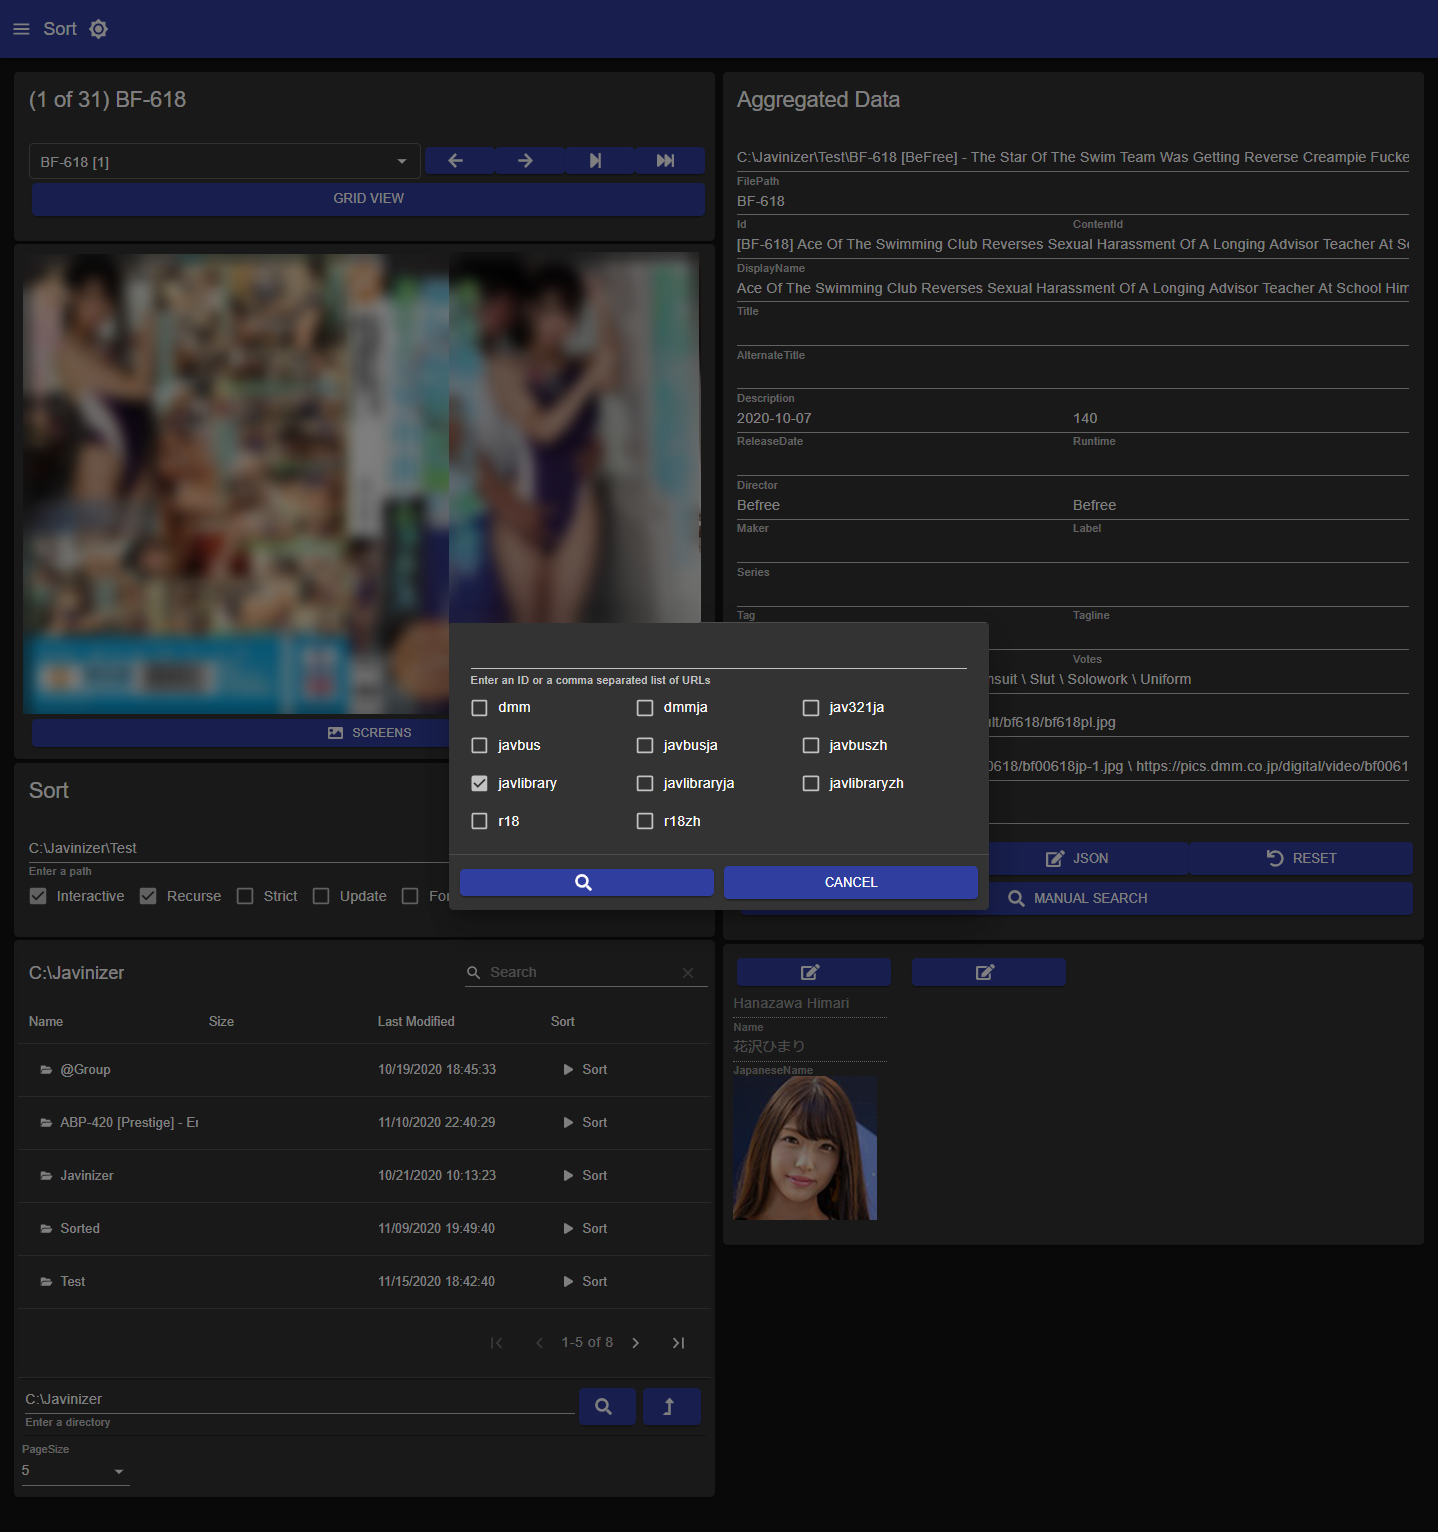 Sort
(1 of 31) BF-618
BF-618 [1]
GRID VIEW
SCREENS
Sort
C:\Javinizer\Test
Enter a path
Interactive
Recurse
Strict
Update
Fo
C:\Javinizer
Search
Name Size Last Modified Sort
@Group 10/19/2020 18:45:33 Sort
ABP-420 [Prestige] - Er 11/10/2020 22:40:29 Sort
Javinizer 10/21/2020 10:13:23 Sort
Sorted 11/09/2020 19:49:40 Sort
Test 11/15/2020 18:42:40 Sort
1-5 of 8
C:\Javinizer
Enter a directory
PageSize
5
Enter an ID or a comma separated list of URLs
dmm dmmja jav321ja
javbus javbusja javbuszh
javlibrary javlibraryja javlibraryzh
r18 r18zh
CANCEL
Aggregated Data
C:\Javinizer\Test\BF-618 [BeFree] - The Star Of The Swim Team Was Getting Reverse Creampie Fucke
FilePath
BF-618
Id ContentId
[BF-618] Ace Of The Swimming Club Reverses Sexual Harassment Of A Longing Advisor Teacher At Sc
DisplayName
Ace Of The Swimming Club Reverses Sexual Harassment Of A Longing Advisor Teacher At School Him
Title
AlternateTitle
Description
2020-10-07 140
ReleaseDate Runtime
Director
Befree Befree
Maker Label
Series
Tag Tagline
Votes
nsuit \ Slut \ Solowork \ Uniform
ult/bf618/bf618pl.jpg
0618/bf00618jp-1.jpg \ https://pics.dmm.co.jp/digital/video/bf0061
JSON
RESET
MANUAL SEARCH
Hanazawa Himari
Name
花沢ひまり
JapaneseName